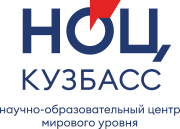 НОЦ
КУЗБАСС
научно-образовательный центр
мирового уровня